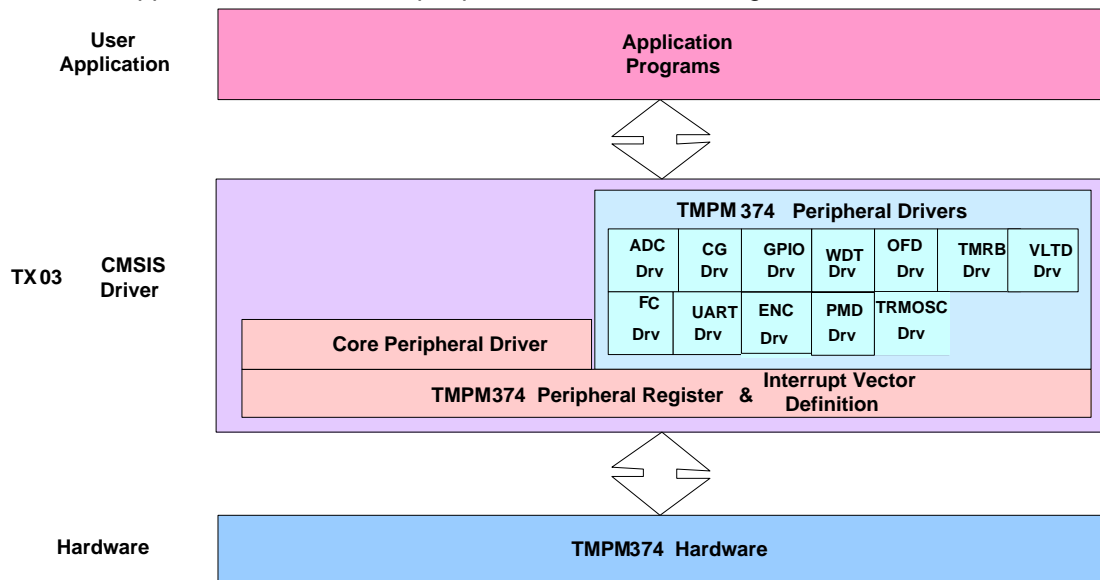 User
Application
Application
Programs
TX03 CMSIS
Driver
TMPM 374 Peripheral Drivers
ADC
Drv
CG
Drv
GPIO
Drv
WDT
Drv
OFD
Drv
TMRB
Drv
VLTD
Drv
FC
Drv
UART
Drv
ENC
Drv
PMD
Drv
TRMOSC
Drv
Core Peripheral Driver
TMPM374 Peripheral Register & Interrupt Vector
Definition
Hardware
TMPM374 Hardware